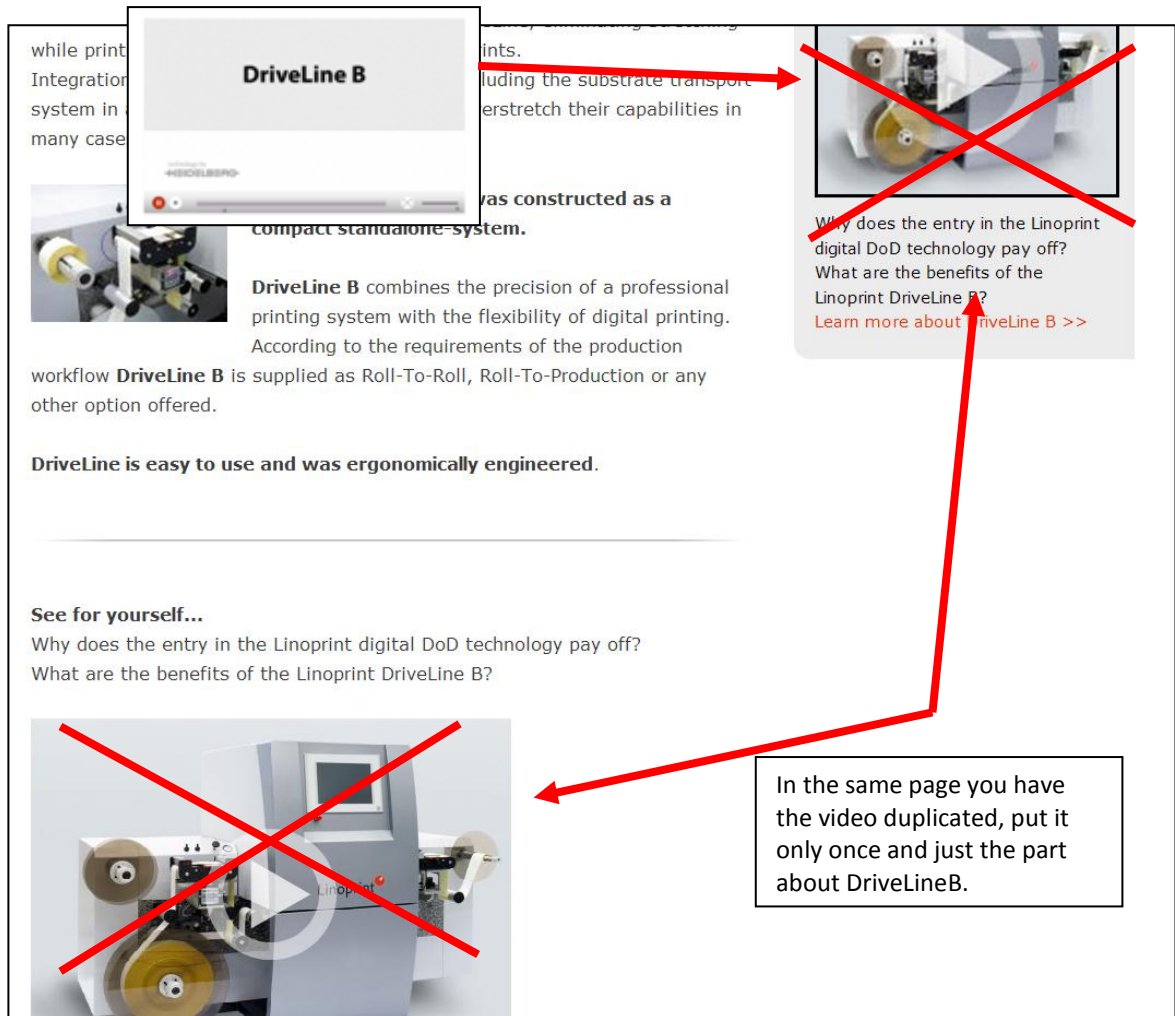 while print
DriveLine B
ints.
Integration
luding the substrate transport
system in
verstretch their capabilities in
many case
HEIDELBERG
was constructed as a
compact standalone-system.
DriveLine B combines the precision of a professional
printing system with the flexibility of digital printing.
According to the requirements of the production
workflow DriveLine B is supplied as Roll-To-Roll, Roll-To-Production or any
other option offered.
DriveLine is easy to use and was ergonomically engineered.
See for yourself...
Why does the entry in the Linoprint digital DoD technology pay off?
What are the benefits of the Linoprint DriveLine B?
Linoprint
Why does the entry in the Linoprint
digital DoD technology pay off?
What are the benefits of the
Linoprint DriveLine B?
Learn more about DriveLine B >>
In the same page you have
the video duplicated, put it
only once and just the part
about DriveLineB.